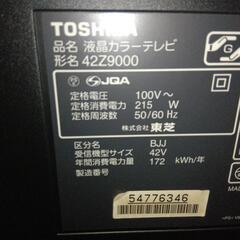 TOSHIBA
品名 液晶カラーテレビ
形名 42Z9000
JQA
定格電圧: 100V〜
定格消費電力: 215 W
定格周波数: 50/60 Hz
株式会社 東芝
区分名: BJJ
受信機型サイズ: 42V
年間消費電力量: 172 kWh/年
製造番号:
54776346